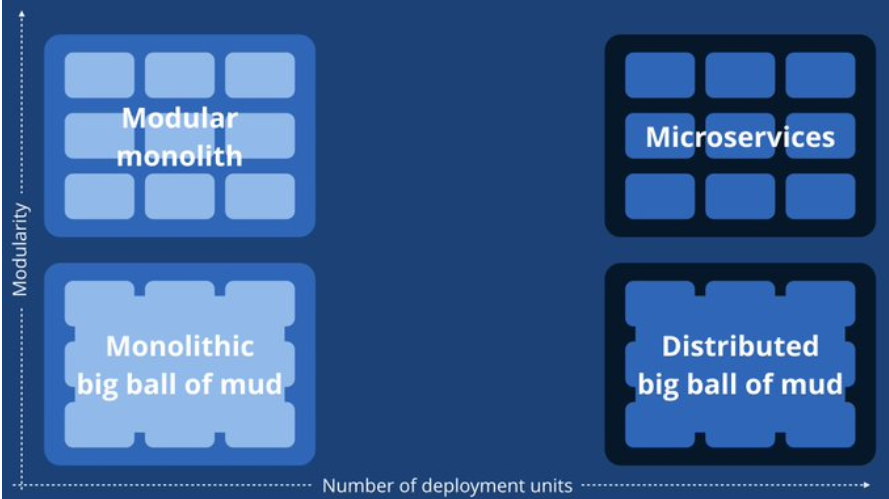 Modular
monolith
Microservices
Modularity
Monolithic
big ball of mud
Distributed
big ball of mud
Number of deployment units